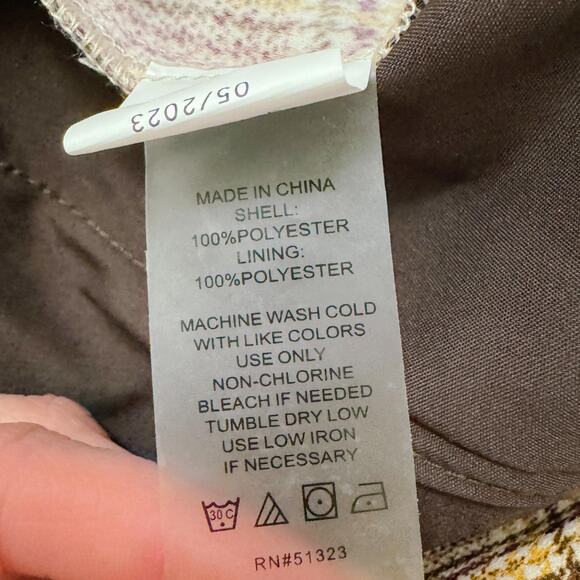 05/2023
MADE IN CHINA
SHELL:
100%POLYESTER
LINING:
100%POLYESTER
MACHINE WASH COLD
WITH LIKE COLORS
USE ONLY
NON-CHLORINE
BLEACH IF NEEDED
TUMBLE DRY LOW
USE LOW IRON
IF NECESSARY
30 C
RN#51323